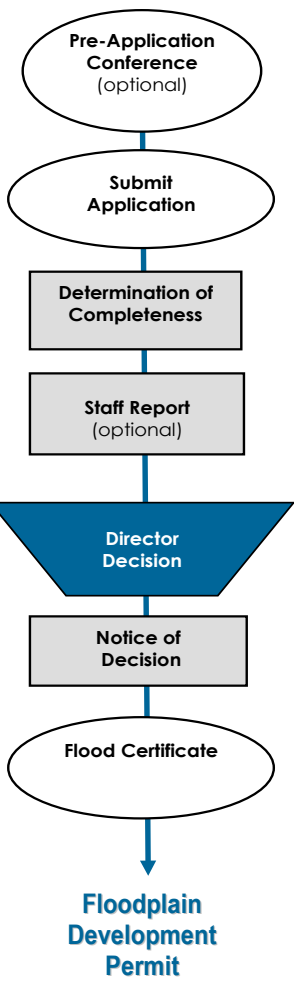 Pre-Application
Conference
(optional)
Submit
Application
Determination of
Completeness
Staff Report
(optional)
Director
Decision
Notice of
Decision
Flood Certificate
Floodplain
Development
Permit